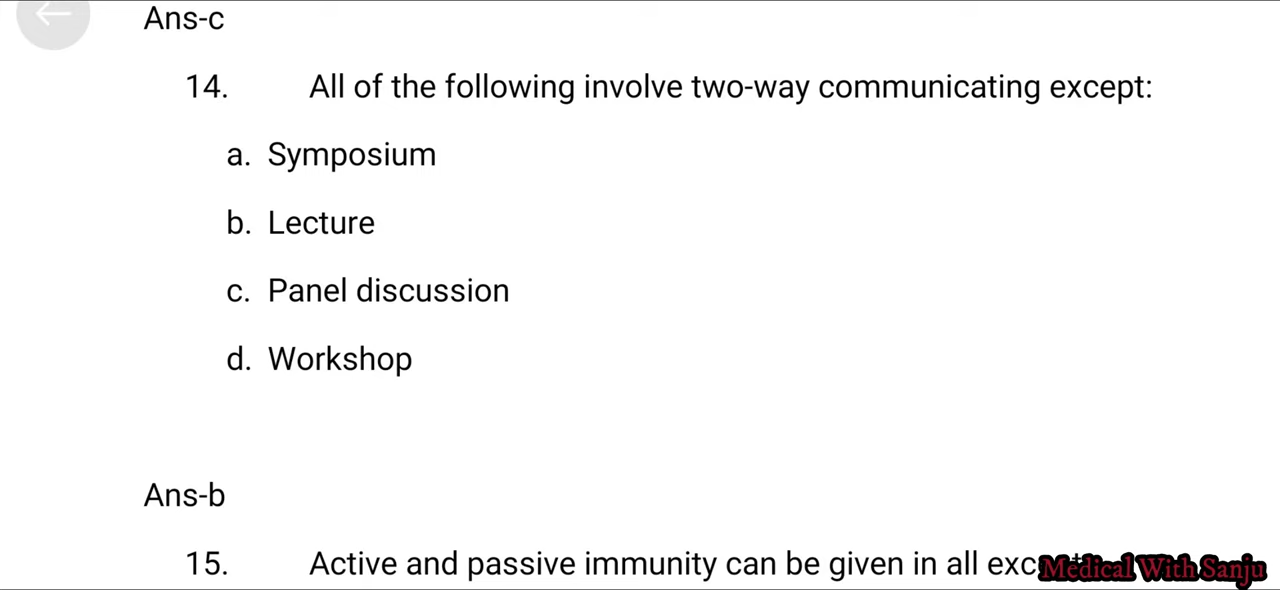 Ans-c
14. All of the following involve two-way communicating except:
a. Symposium
b. Lecture
c. Panel discussion
d. Workshop
Ans-b
15. Active and passive immunity can be given in all
Medical With Sanju